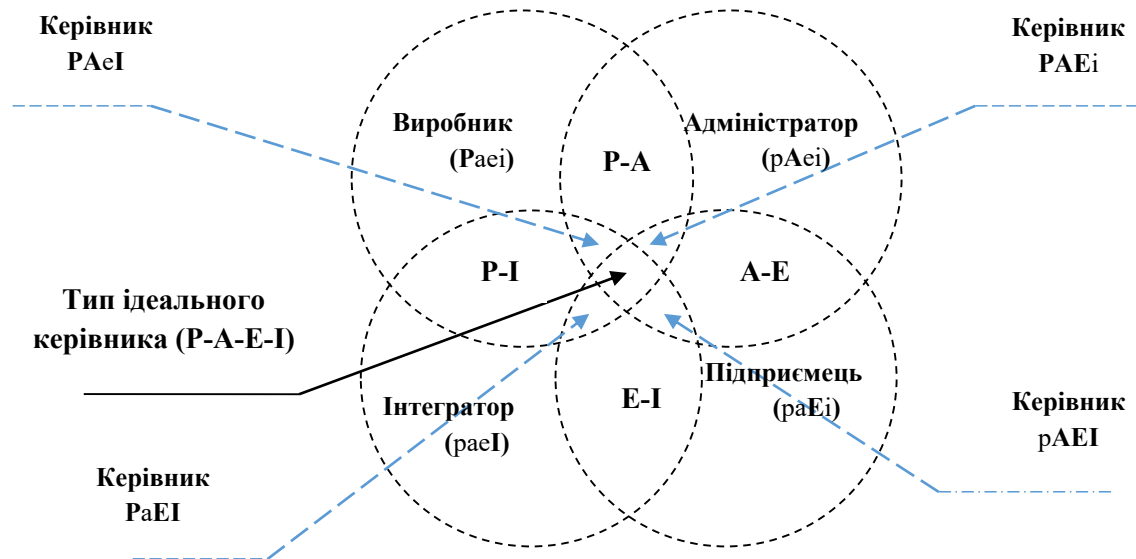 Керівник
PAeI
Керівник
PAEi
Виробник
(Paei)
P-A
Адміністратор
(pAei)
P-I
A-E
Тип ідеального
керівника (P-A-E-I)
Інтегратор
(paeI)
E-I
Підприємець
(paEi)
Керівник
pAEI
Керівник
PaEI